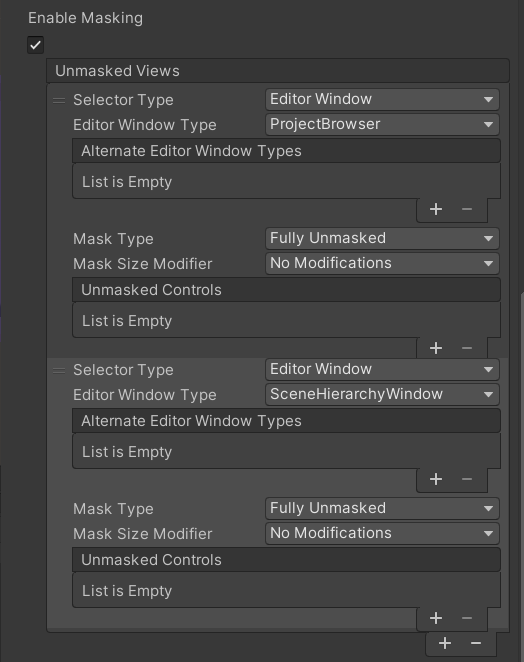 Enable Masking
Unmasked Views
Selector Type Editor Window
Editor Window Type ProjectBrowser
Alternate Editor Window Types
List is Empty
+ −
Mask Type Fully Unmasked
Mask Size Modifier No Modifications
Unmasked Controls
List is Empty
+ −
Selector Type Editor Window
Editor Window Type SceneHierarchyWindow
Alternate Editor Window Types
List is Empty
+ −
Mask Type Fully Unmasked
Mask Size Modifier No Modifications
Unmasked Controls
List is Empty
+ −
+ −